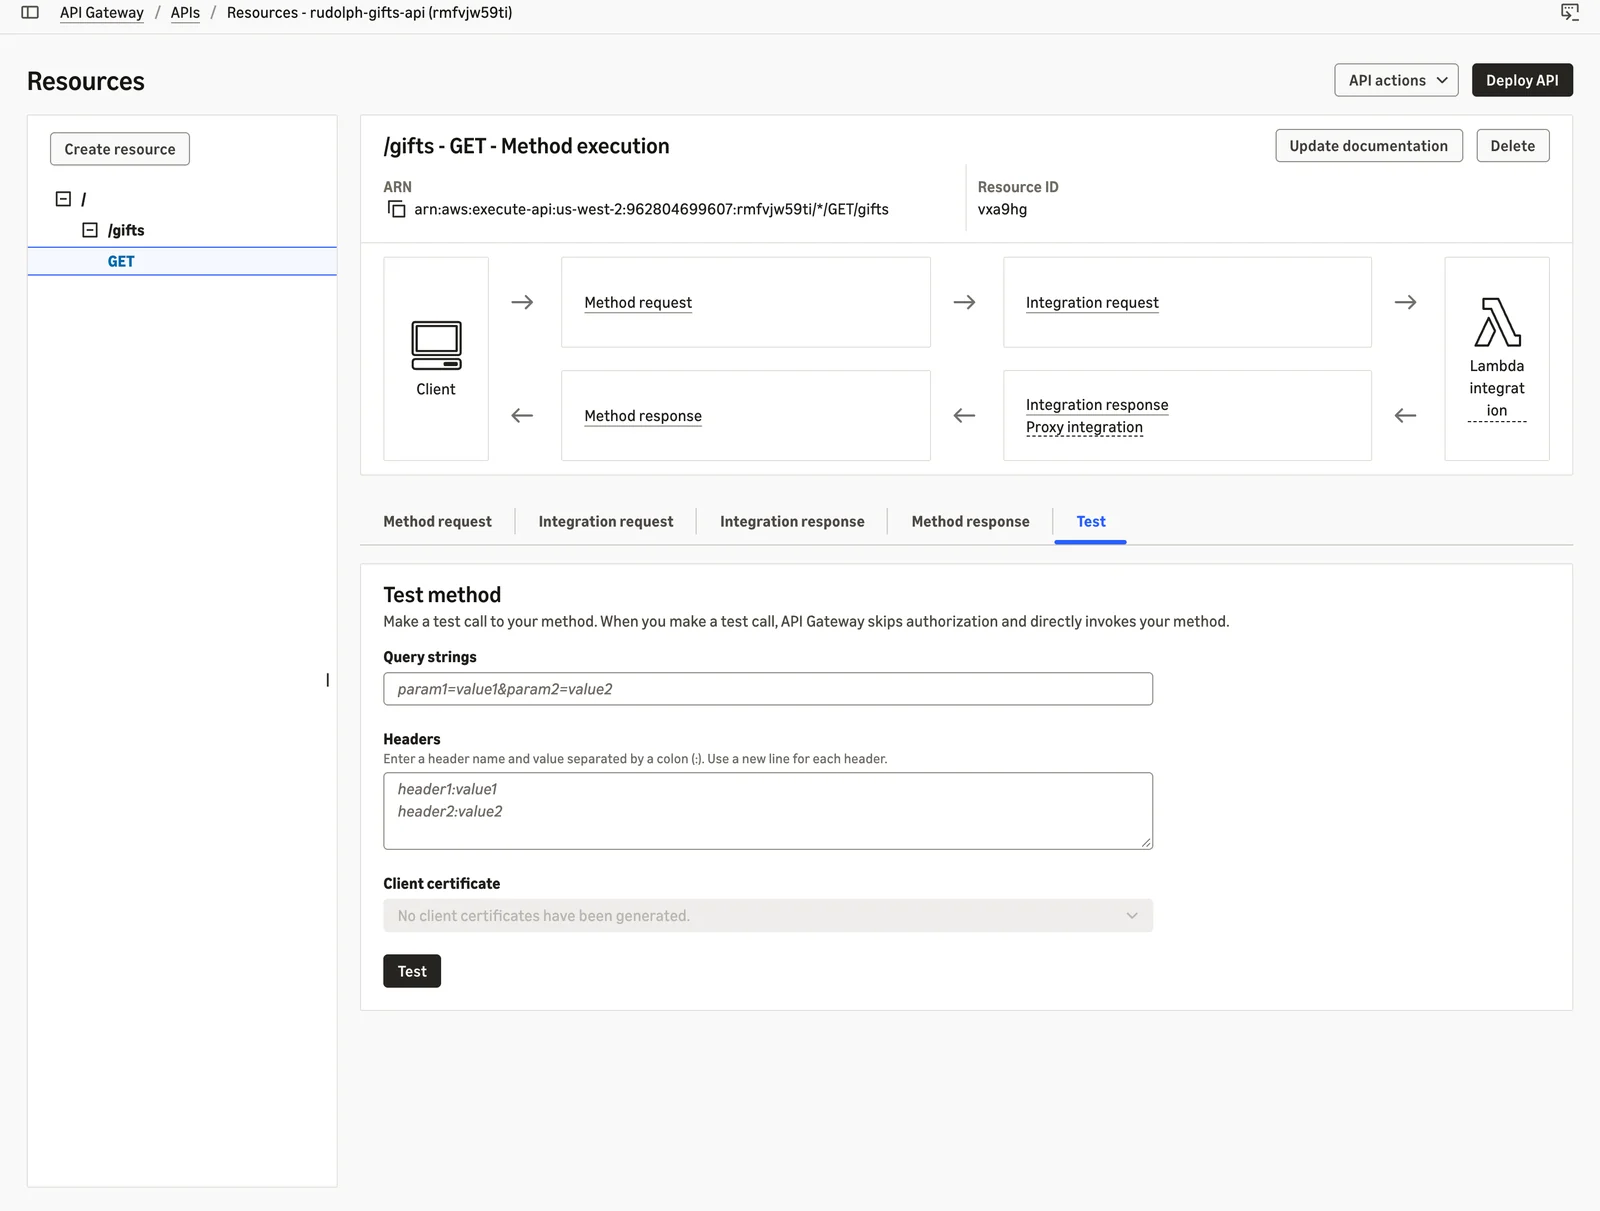 API Gateway / APIs / Resources - rudolph-gifts-api (rmfvjw59ti)
Resources
API actions
Deploy API
Create resource
/
/gifts
GET
/gifts - GET - Method execution
Update documentation
Delete
ARN
arn:aws:execute-api:us-west-2:962804699607:rmfvjw59ti/*/GET/gifts
Resource ID
vxa9hg
Client
Method request
Integration request
Lambda
integrat
ion
Method response
Integration response
Proxy integration
Method request
Integration request
Integration response
Method response
Test
Test method
Make a test call to your method. When you make a test call, API Gateway skips authorization and directly invokes your method.
Query strings
param1=value1&param2=value2
Headers
Enter a header name and value separated by a colon (:). Use a new line for each header.
header1:value1
header2:value2
Client certificate
No client certificates have been generated.
Test